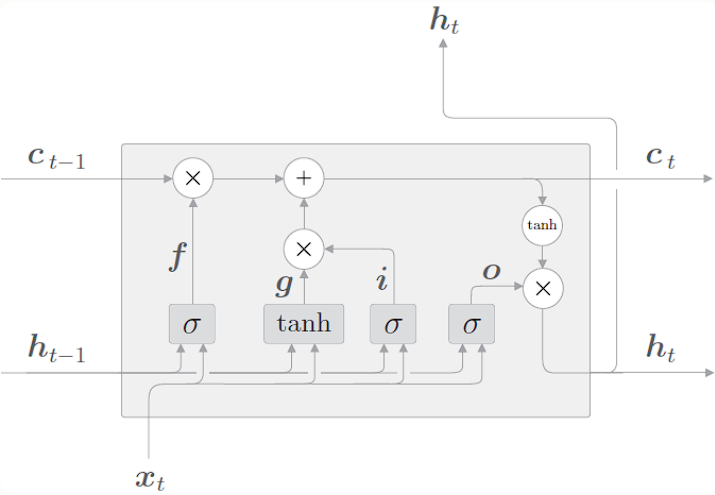 h_t
c_{t−1}
×
+
c_t
tanh
f
×
g
i
o
×
σ
tanh
σ
σ
h_{t−1}
h_t
x_t